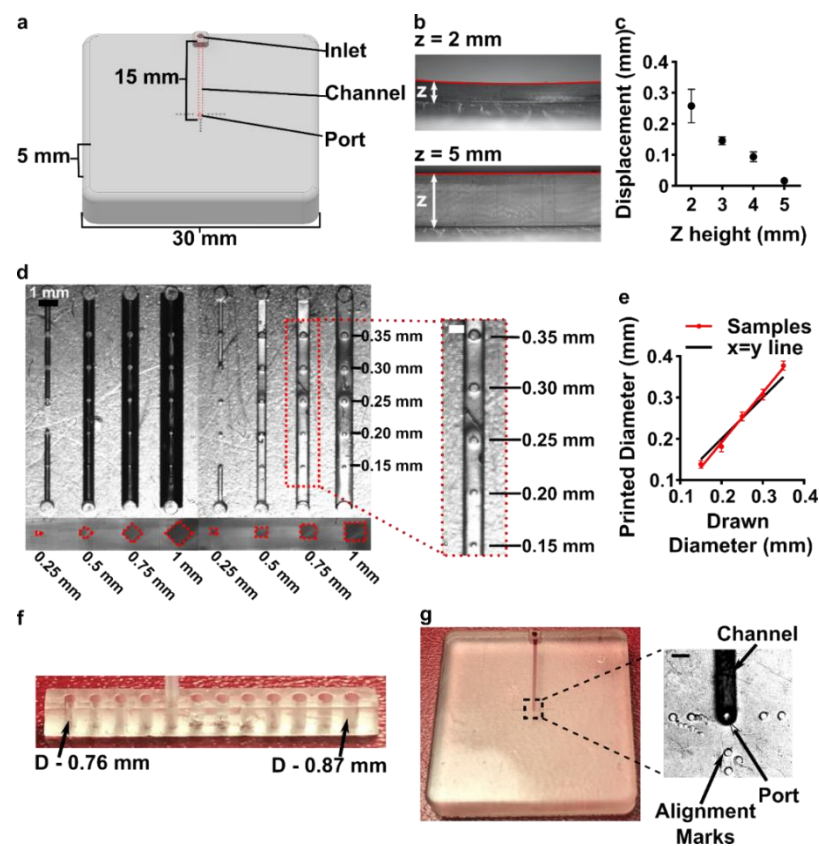 a
Inlet
15 mm
Channel
Port
5 mm
30 mm
b
z = 2 mm
z
z = 5 mm
z
c
Displacement (mm)
0.4
0.3
0.2
0.1
0
2 3 4 5
Z height (mm)
d
1 mm
0.35 mm
0.30 mm
0.25 mm
0.20 mm
0.15 mm
0.25 mm
0.5 mm
0.75 mm
1 mm
0.25 mm
0.5 mm
0.75 mm
1 mm
0.35 mm
0.30 mm
0.25 mm
0.20 mm
0.15 mm
e
Samples
x=y line
Printed Diameter (mm)
0.4
0.3
0.2
0.1
0.1 0.2 0.3 0.4
Drawn
Diameter (mm)
f
D - 0.76 mm
D - 0.87 mm
g
Channel
Port
Alignment
Marks